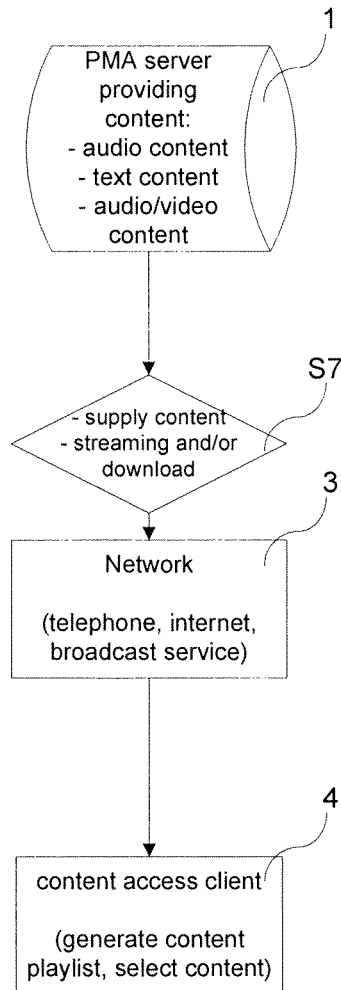 1
PMA server
providing
content:
- audio content
- text content
- audio/video
content
S7
- supply content
- streaming and/or
download
3
Network
(telephone, internet,
broadcast service)
4
content access client
(generate content
playlist, select content)